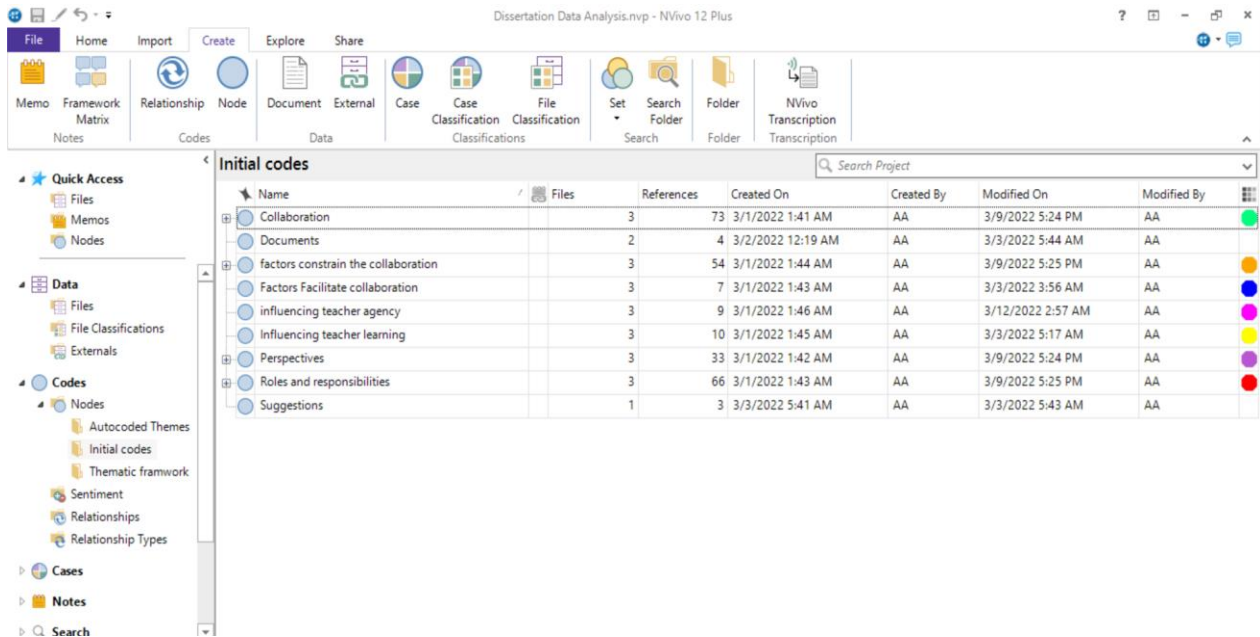 Dissertation Data Analysis.nvp - NVivo 12 Plus
File Home Import Create Explore Share
Memo Framework Matrix Relationship Node Document External Case Case Classification File Classification Set Search Folder Folder NVivo Transcription
Notes Codes Data Classifications Search Folder Transcription
Quick Access
Files
Memos
Nodes
Data
Files
File Classifications
Externals
Codes
Nodes
Autocoded Themes
Initial codes
Thematic framwork
Sentiment
Relationships
Relationship Types
Cases
Notes
Search
Initial codes
Search Project
Name Files References Created On Created By Modified On Modified By
Collaboration 3 73 3/1/2022 1:41 AM AA 3/9/2022 5:24 PM AA
Documents 2 4 3/2/2022 12:19 AM AA 3/3/2022 5:44 AM AA
factors constrain the collaboration 3 54 3/1/2022 1:44 AM AA 3/9/2022 5:25 PM AA
Factors Facilitate collaboration 3 7 3/1/2022 1:43 AM AA 3/3/2022 3:56 AM AA
influencing teacher agency 3 9 3/1/2022 1:46 AM AA 3/12/2022 2:57 AM AA
Influencing teacher learning 3 10 3/1/2022 1:45 AM AA 3/3/2022 5:17 AM AA
Perspectives 3 33 3/1/2022 1:42 AM AA 3/9/2022 5:24 PM AA
Roles and responsibilities 3 66 3/1/2022 1:43 AM AA 3/9/2022 5:25 PM AA
Suggestions 1 3 3/3/2022 5:41 AM AA 3/3/2022 5:43 AM AA